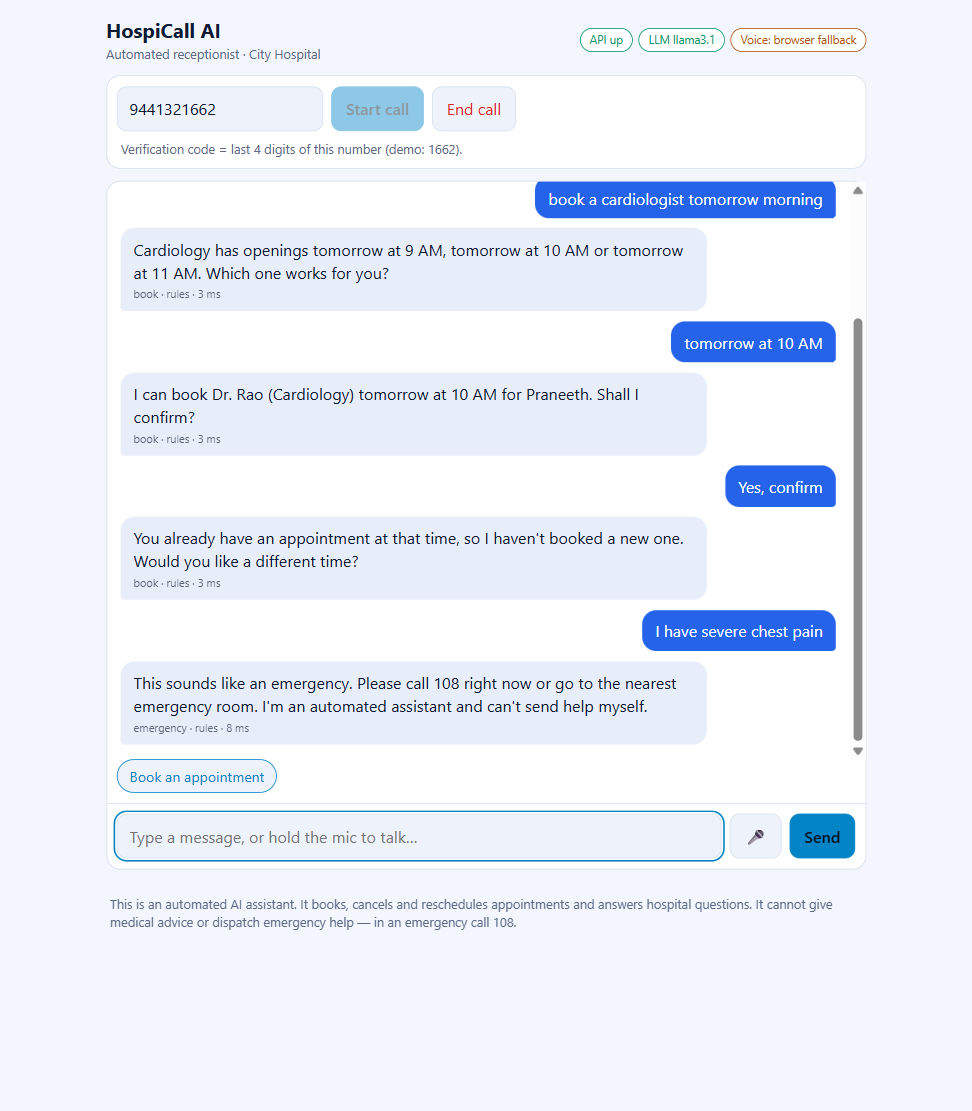 HospiCall AI
Automated receptionist · City Hospital
API up
LLM llama3.1
Voice: browser fallback
9441321662
Start call
End call
Verification code = last 4 digits of this number (demo: 1662).
book a cardiologist tomorrow morning
Cardiology has openings tomorrow at 9 AM, tomorrow at 10 AM or tomorrow
at 11 AM. Which one works for you?
book · rules · 3 ms
tomorrow at 10 AM
I can book Dr. Rao (Cardiology) tomorrow at 10 AM for Praneeth. Shall I
confirm?
book · rules · 3 ms
Yes, confirm
You already have an appointment at that time, so I haven't booked a new one.
Would you like a different time?
book · rules · 3 ms
I have severe chest pain
This sounds like an emergency. Please call 108 right now or go to the nearest
emergency room. I'm an automated assistant and can't send help myself.
emergency · rules · 8 ms
Book an appointment
Type a message, or hold the mic to talk...
Send
This is an automated AI assistant. It books, cancels and reschedules appointments and answers hospital questions. It cannot give
medical advice or dispatch emergency help — in an emergency call 108.